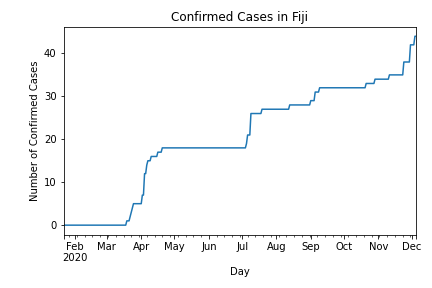 Confirmed Cases in Fiji
Number of Confirmed Cases
40
30
20
10
0
Feb Mar Apr May Jun Jul Aug Sep Oct Nov Dec
2020
Day